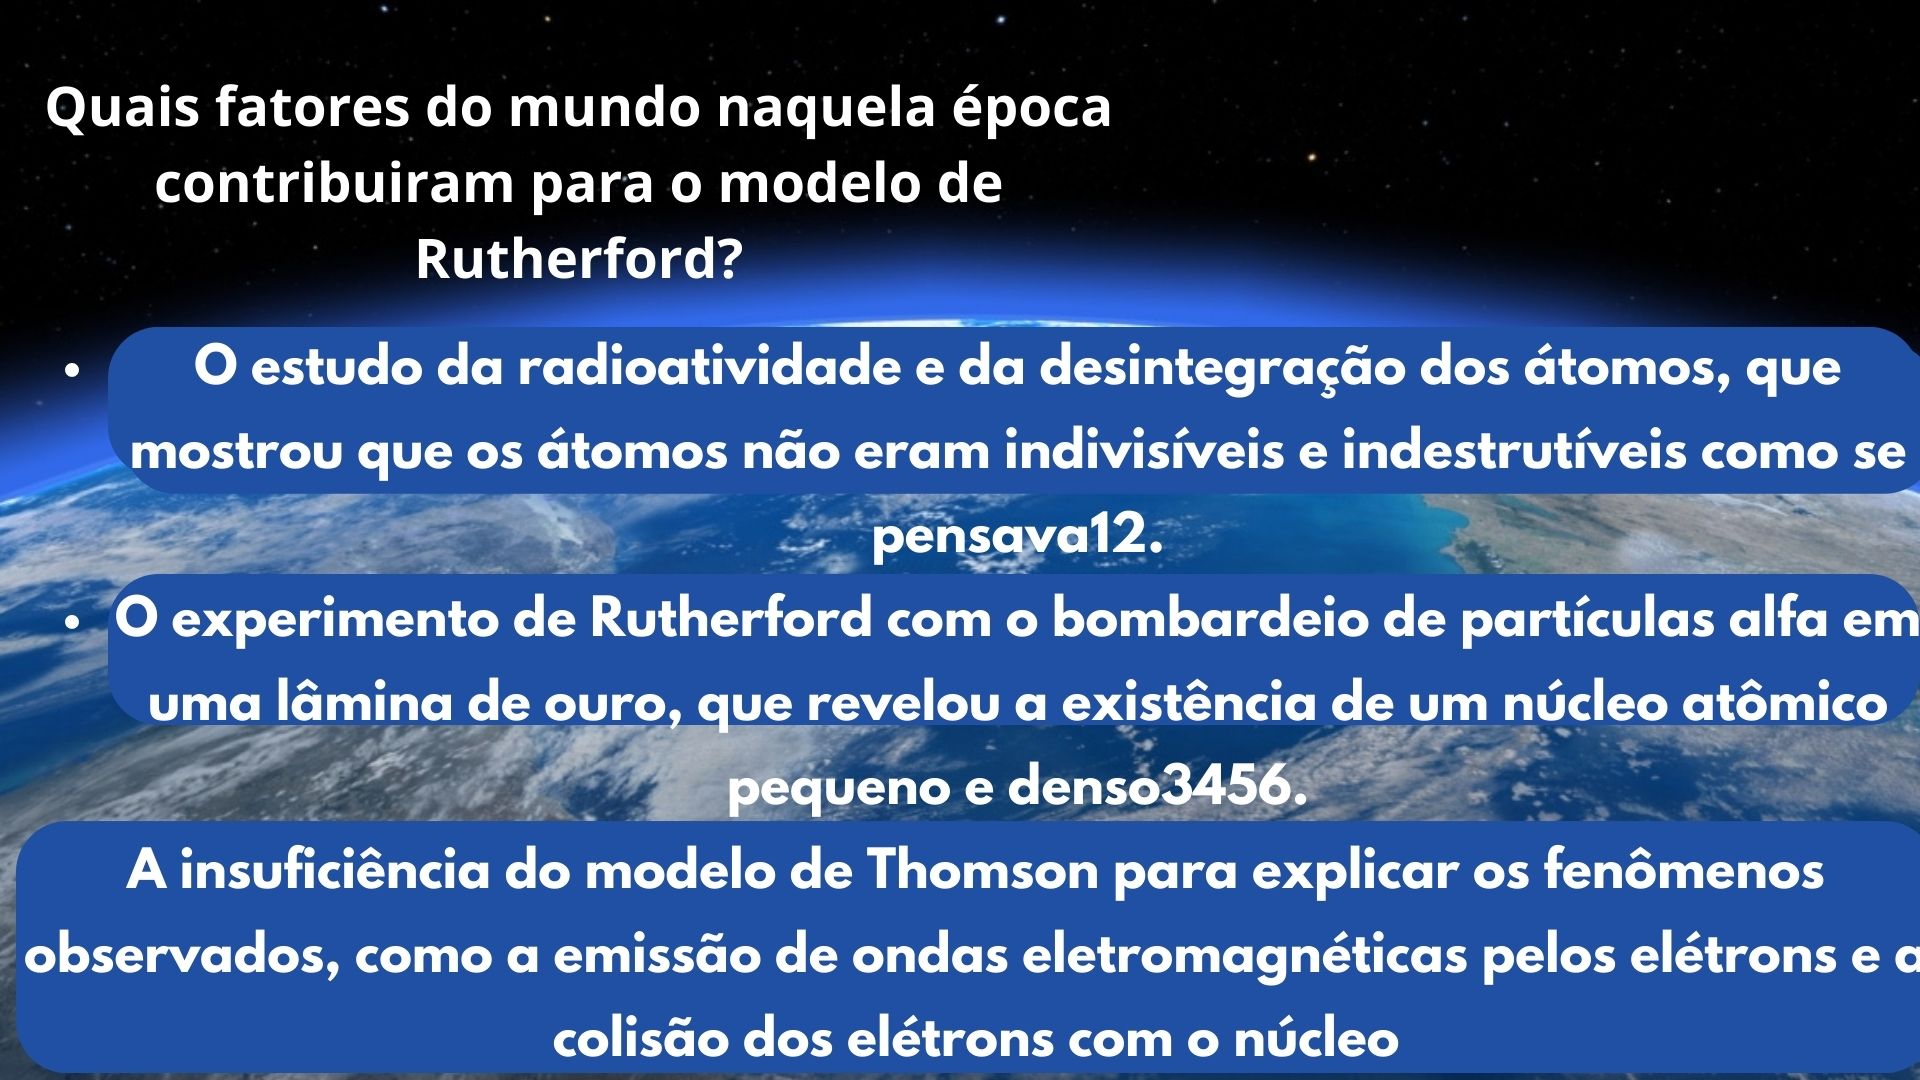 Quais fatores do mundo naquela época
contribuiram para o modelo de
Rutherford?
• O estudo da radioatividade e da desintegração dos átomos, que
mostrou que os átomos não eram indivisíveis e indestrutíveis como se
pensava12.
• O experimento de Rutherford com o bombardeio de partículas alfa em
uma lâmina de ouro, que revelou a existência de um núcleo atômico
pequeno e denso3456.
A insuficiência do modelo de Thomson para explicar os fenômenos
observados, como a emissão de ondas eletromagnéticas pelos elétrons e a
colisão dos elétrons com o núcleo